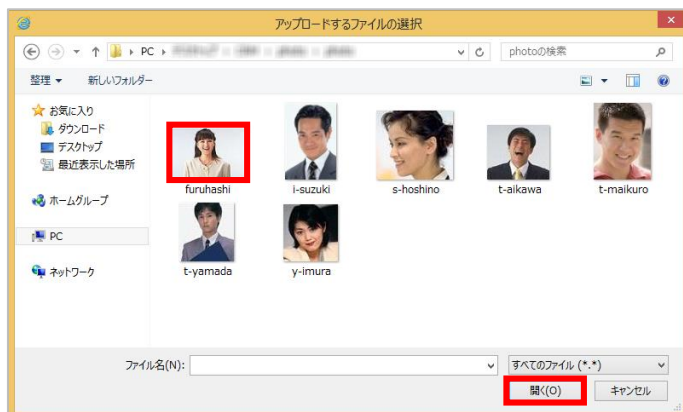 アップロードするファイルの選択
PC
photoの検索
整理
新しいフォルダー
お気に入り
ダウンロード
デスクトップ
最近表示した場所
ホームグループ
PC
ネットワーク
furuhashi
i-suzuki
s-hoshino
t-aikawa
t-maikuro
t-yamada
y-imura
ファイル名(N):
すべてのファイル (*.*)
開く(O)
キャンセル